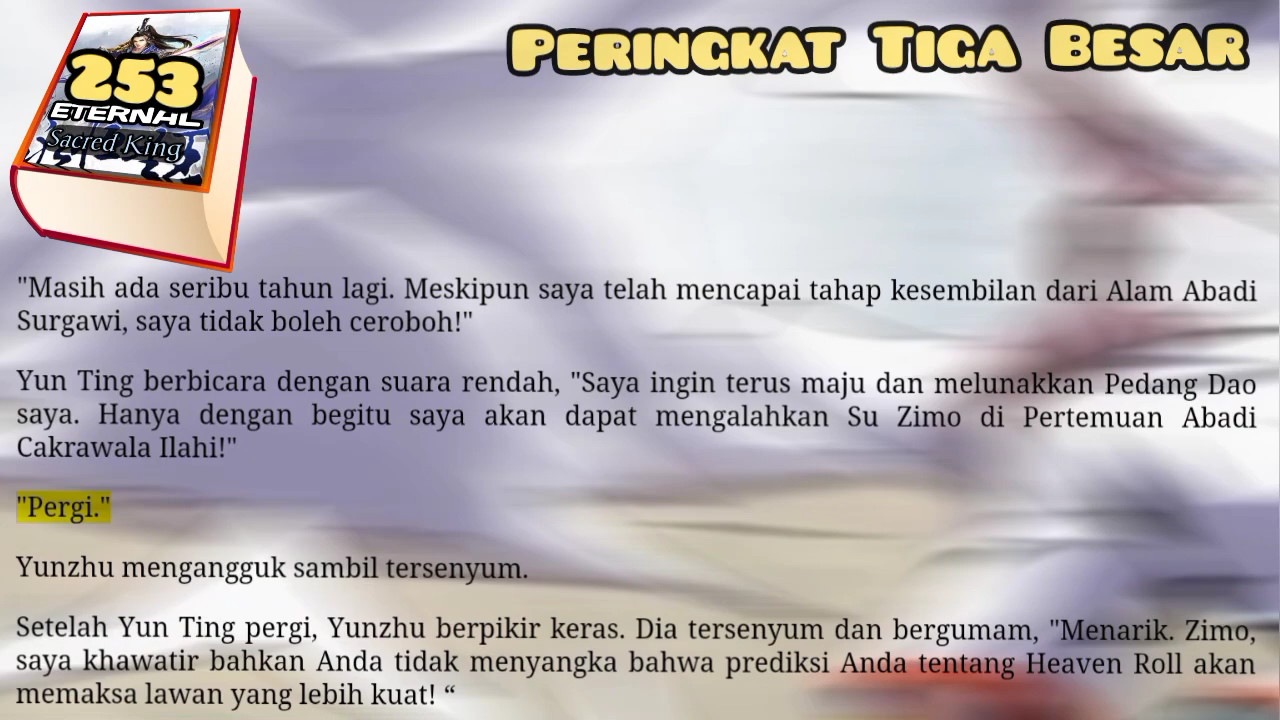 253
ETERNAL
Sacred King
Peringkat Tiga Besar
"Masih ada seribu tahun lagi. Meskipun saya telah mencapai tahap kesembilan dari Alam Abadi
Surgawi, saya tidak boleh ceroboh!"
Yun Ting berbicara dengan suara rendah, "Saya ingin terus maju dan melunakkan Pedang Dao
saya. Hanya dengan begitu saya akan dapat mengalahkan Su Zimo di Pertemuan Abadi
Cakrawala Ilahi!"
"Pergi."
Yunzhu mengangguk sambil tersenyum.
Setelah Yun Ting pergi, Yunzhu berpikir keras. Dia tersenyum dan bergumam, "Menarik. Zimo,
saya khawatir bahkan Anda tidak menyangka bahwa prediksi Anda tentang Heaven Roll akan
memaksa lawan yang lebih kuat! “